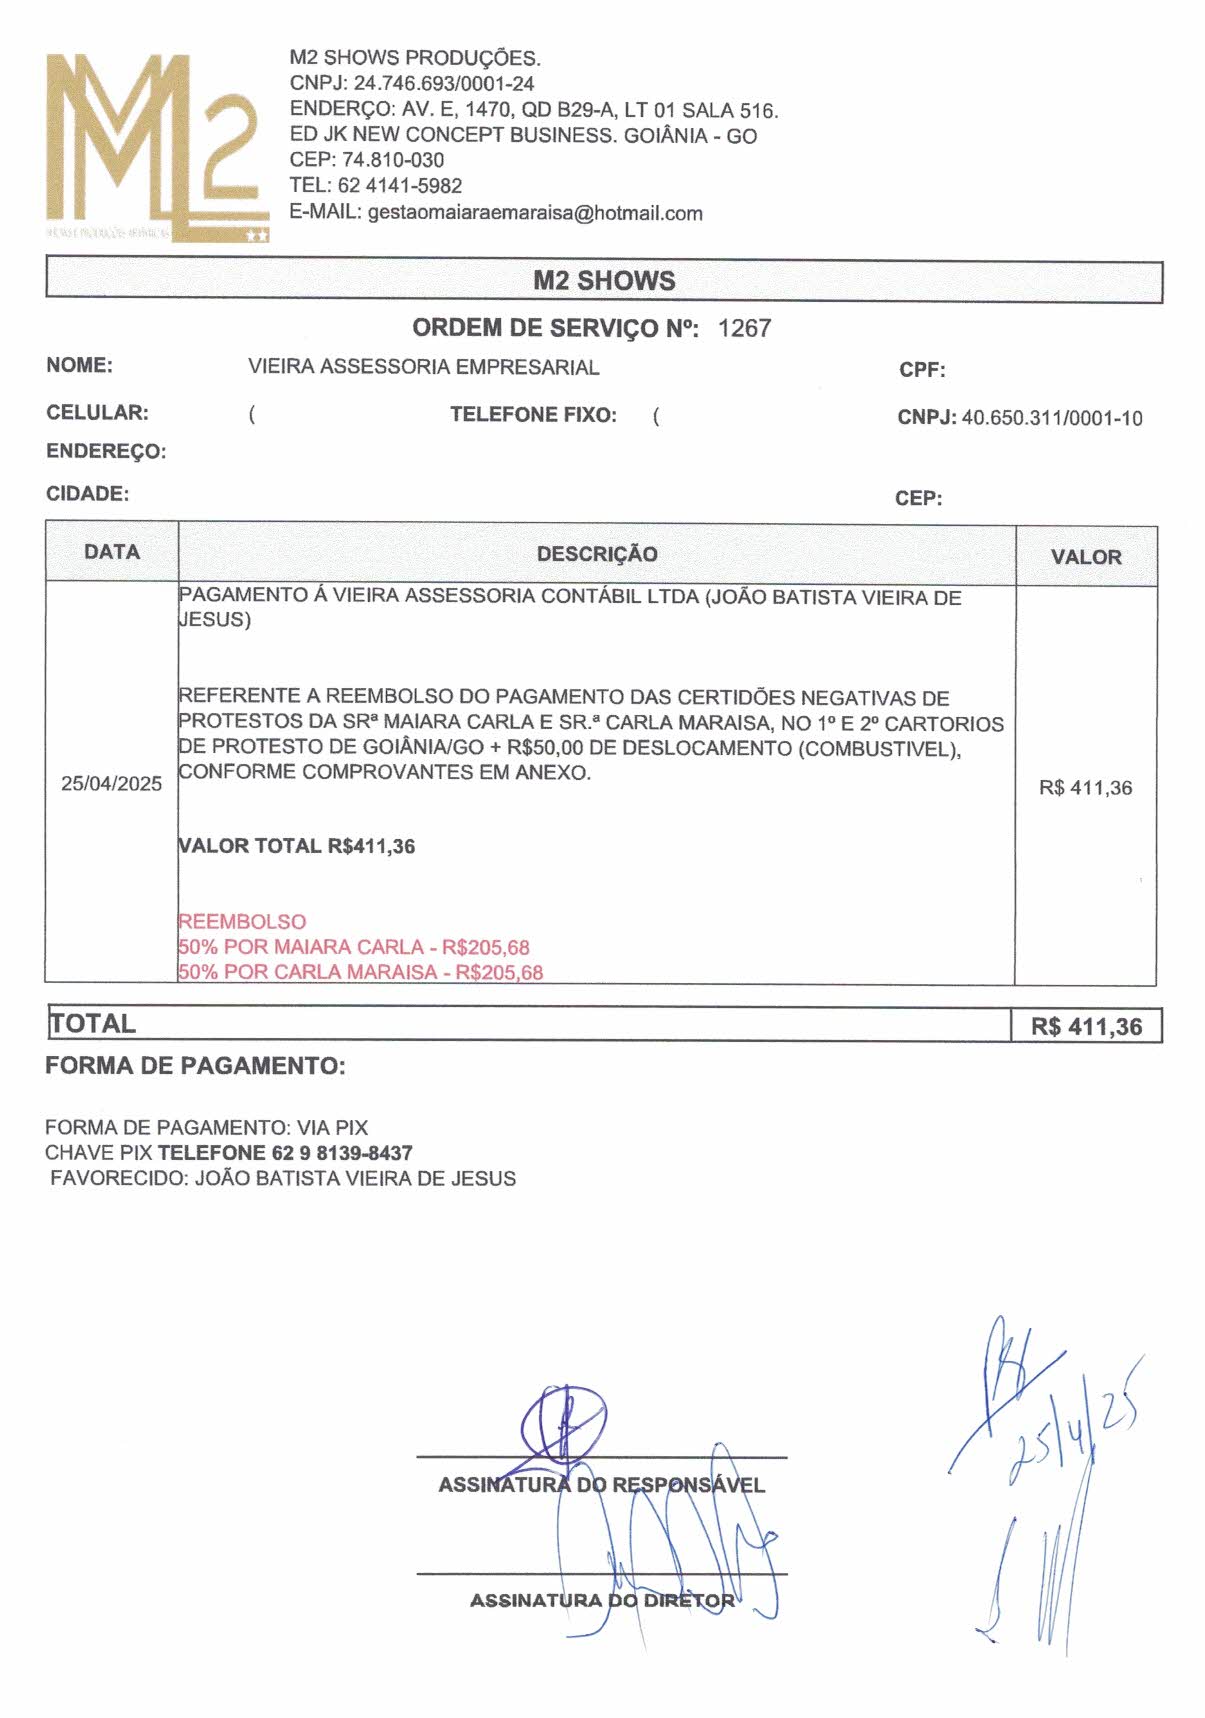 M2
M2 SHOWS PRODUÇÕES.
CNPJ: 24.746.693/0001-24
ENDERÇO: AV. E, 1470, QD B29-A, LT 01 SALA 516.
ED JK NEW CONCEPT BUSINESS. GOIÂNIA - GO
CEP: 74.810-030
TEL: 62 4141-5982
E-MAIL: gestaomaiaraemaraisa@hotmail.com
M2 SHOWS
ORDEM DE SERVIÇO Nº: 1267
NOME: VIEIRA ASSESSORIA EMPRESARIAL CPF:
CELULAR: ( TELEFONE FIXO: ( CNPJ: 40.650.311/0001-10
ENDEREÇO:
CIDADE: CEP:
DATA DESCRIÇÃO VALOR
PAGAMENTO Á VIEIRA ASSESSORIA CONTÁBIL LTDA (JOÃO BATISTA VIEIRA DE
JESUS)
REFERENTE A REEMBOLSO DO PAGAMENTO DAS CERTIDÕES NEGATIVAS DE
PROTESTOS DA SRª MAIARA CARLA E SR.ª CARLA MARAISA, NO 1º E 2º CARTORIOS
DE PROTESTO DE GOIÂNIA/GO + R$50,00 DE DESLOCAMENTO (COMBUSTIVEL),
CONFORME COMPROVANTES EM ANEXO.
25/04/2025 R$ 411,36
VALOR TOTAL R$411,36
REEMBOLSO
50% POR MAIARA CARLA - R$205,68
50% POR CARLA MARAISA - R$205,68
TOTAL R$ 411,36
FORMA DE PAGAMENTO:
FORMA DE PAGAMENTO: VIA PIX
CHAVE PIX TELEFONE 62 9 8139-8437
FAVORECIDO: JOÃO BATISTA VIEIRA DE JESUS
25/4/25
ASSINATURA DO RESPONSÁVEL
ASSINATURA DO DIRETOR